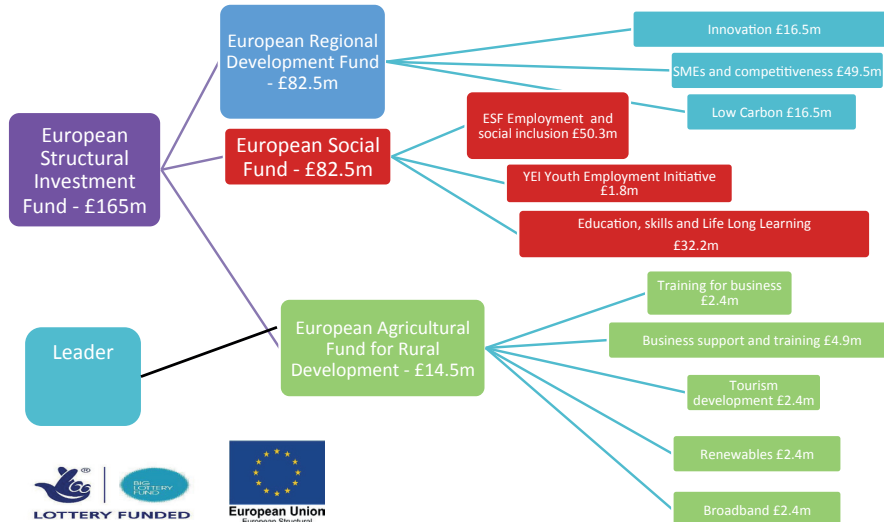 European
Structural
Investment
Fund - £165m
European Regional
Development Fund
- £82.5m
Innovation £16.5m
SMEs and competitiveness £49.5m
Low Carbon £16.5m
European Social
Fund - £82.5m
ESF Employment and
social inclusion £50.3m
YEI Youth Employment Initiative
£1.8m
Education, skills and Life Long Learning
£32.2m
Leader
European Agricultural
Fund for Rural
Development - £14.5m
Training for business
£2.4m
Business support and training £4.9m
Tourism
development £2.4m
Renewables £2.4m
Broadband £2.4m
®
BIG
LOTTERY
FUND
LOTTERY FUNDED
European Union
European Structural